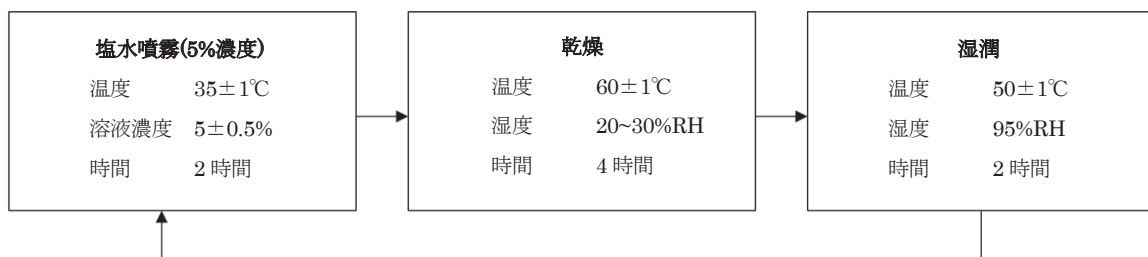 塩水噴霧(5%濃度)
温度 35±1℃
溶液濃度 5±0.5%
時間 2 時間
乾燥
温度 60±1℃
湿度 20~30%RH
時間 4 時間
湿潤
温度 50±1℃
湿度 95%RH
時間 2 時間